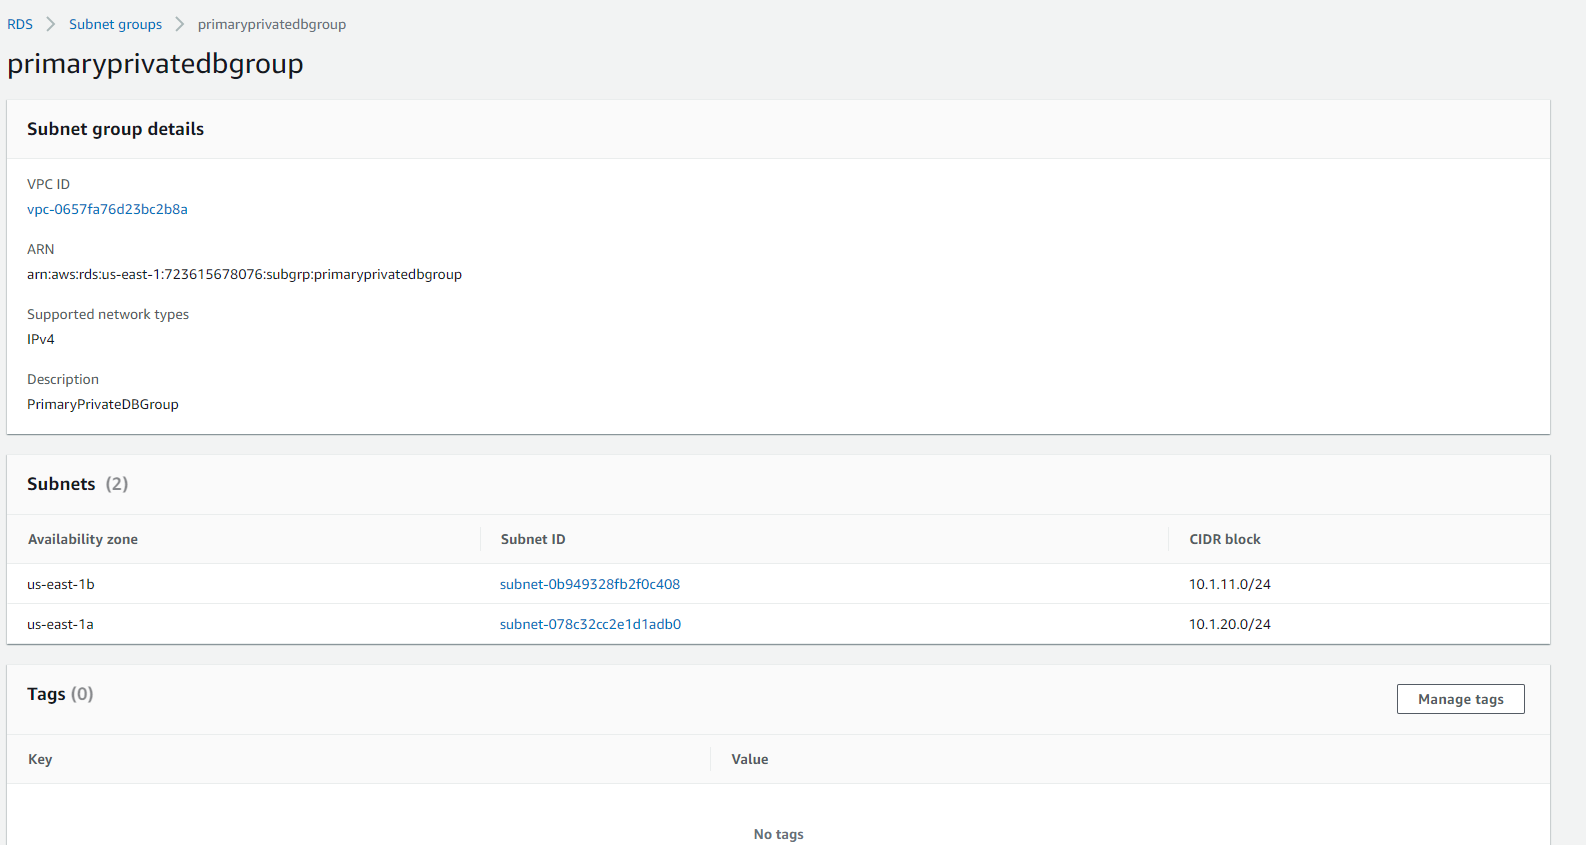 RDS > Subnet groups > primaryprivatedbgroup
primaryprivatedbgroup
Subnet group details
VPC ID
vpc-0657fa76d23bc2b8a
ARN
arn:aws:rds:us-east-1:723615678076:subgrp:primaryprivatedbgroup
Supported network types
IPv4
Description
PrimaryPrivateDBGroup
Subnets (2)
Availability zone Subnet ID CIDR block
us-east-1b subnet-0b949328fb2f0c408 10.1.11.0/24
us-east-1a subnet-078c32cc2e1d1adb0 10.1.20.0/24
Tags (0)
Manage tags
Key Value
No tags